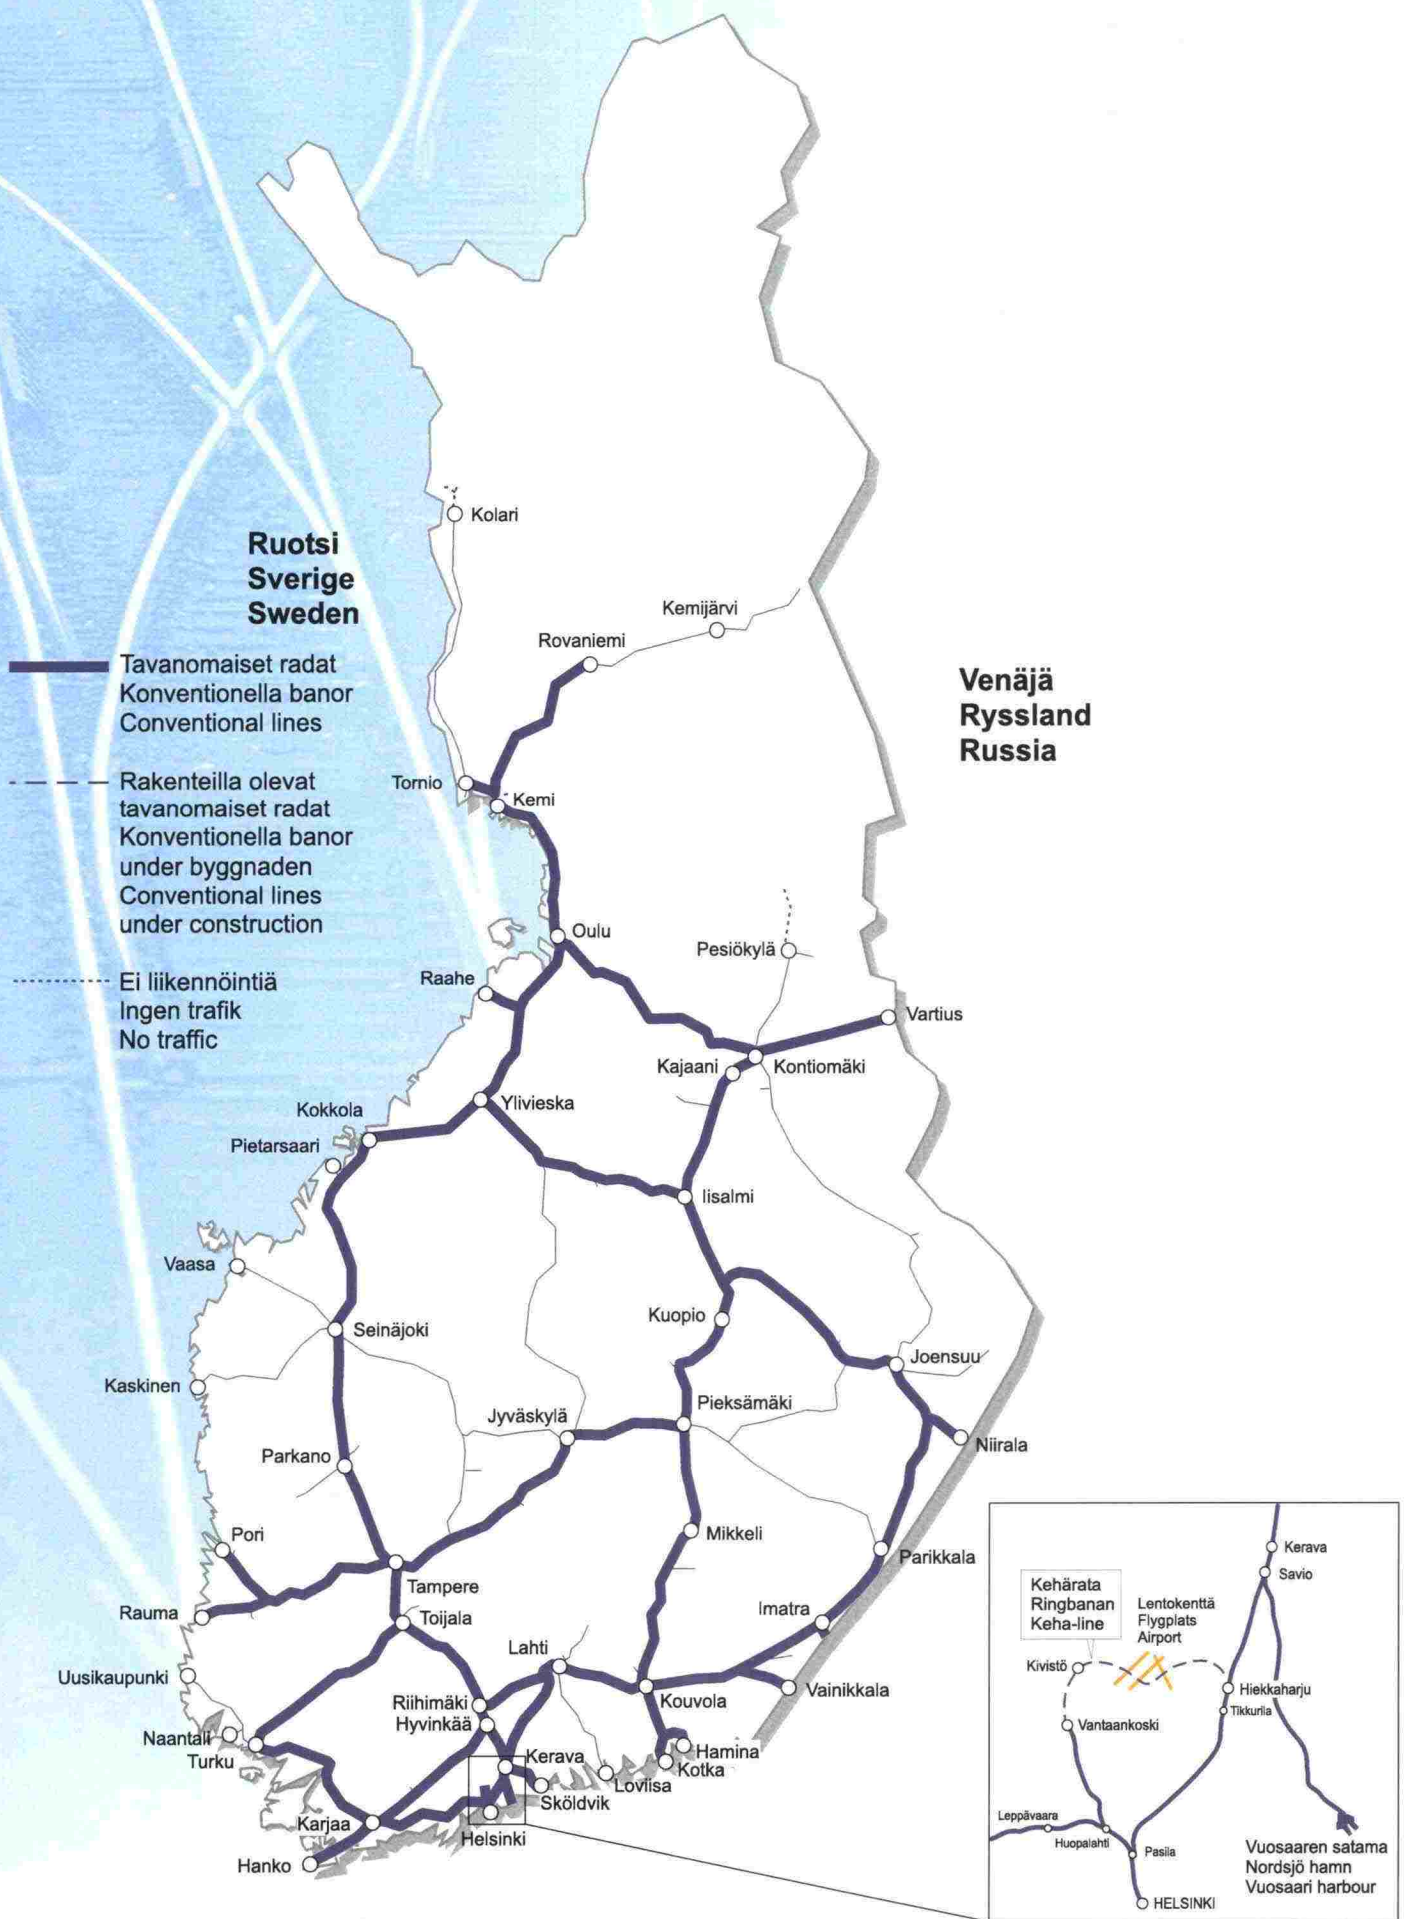 Kolari
Ruotsi
Sverige
Sweden
Kemijärvi
Rovaniemi
Tavanomaiset radat
Konventionella banor
Conventional lines
Venäjä
Ryssland
Russia
Rakenteilla olevat
tavanomaiset radat
Konventionella banor
under byggnaden
Conventional lines
under construction
Tornio
Kemi
Oulu
Pesiökylä
Raahe
Ei liikennöintiä
Ingen trafik
No traffic
Vartius
Kajaani
Kontiomäki
Ylivieska
Kokkola
Pietarsaari
Iisalmi
Vaasa
Kuopio
Seinäjoki
Joensuu
Kaskinen
Pieksämäki
Jyväskylä
Niirala
Parkano
Pori
Mikkeli
Parikkala
Tampere
Rauma
Toijala
Imatra
Lahti
Uusikaupunki
Vainikkala
Riihimäki
Kouvola
Hyvinkää
Naantali
Turku
Kerava
Hamina
Kotka
Loviisa
Sköldvik
Karjaa
Helsinki
Hanko
Kerava
Savio
Kehärata
Ringbanan
Keha-line
Lentokenttä
Flygplats
Airport
Kivistö
Hiekkaharju
Tikkurila
Vantaankoski
Leppävaara
Huopalahti
Pasila
Vuosaaren satama
Nordsjö hamn
Vuosaari harbour
HELSINKI